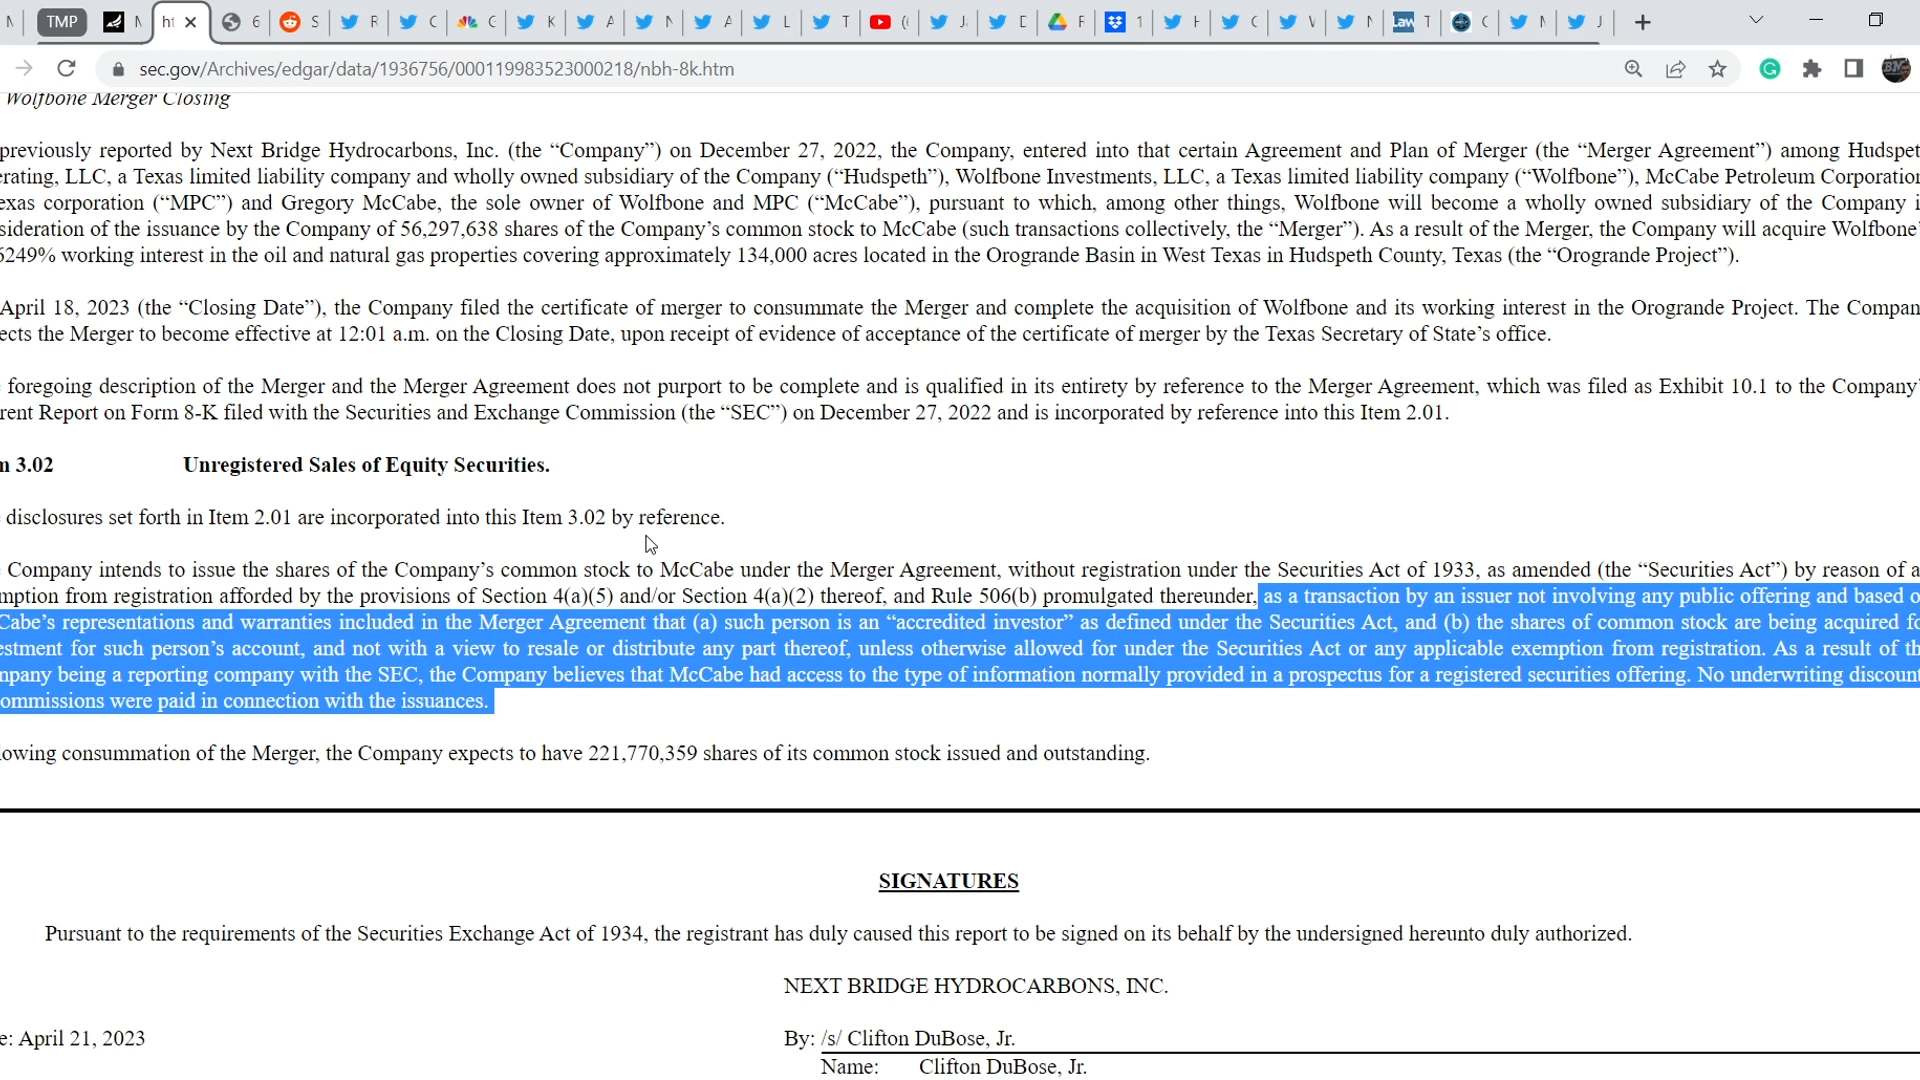 M TMP M ht 6 S R C C K A N A L T J D F 1 H C V N Law T C M J
sec.gov/Archives/edgar/data/1936756/000119983523000218/nbh-8k.htm
Wolfbone Merger Closing
previously reported by Next Bridge Hydrocarbons, Inc. (the “Company”) on December 27, 2022, the Company, entered into that certain Agreement and Plan of Merger (the “Merger Agreement”) among Hudspet
erating, LLC, a Texas limited liability company and wholly owned subsidiary of the Company (“Hudspeth”), Wolfbone Investments, LLC, a Texas limited liability company (“Wolfbone”), McCabe Petroleum Corporation
exas corporation (“MPC”) and Gregory McCabe, the sole owner of Wolfbone and MPC (“McCabe”), pursuant to which, among other things, Wolfbone will become a wholly owned subsidiary of the Company i
sideration of the issuance by the Company of 56,297,638 shares of the Company’s common stock to McCabe (such transactions collectively, the “Merger”). As a result of the Merger, the Company will acquire Wolfbone’
6249% working interest in the oil and natural gas properties covering approximately 134,000 acres located in the Orogrande Basin in West Texas in Hudspeth County, Texas (the “Orogrande Project”).
April 18, 2023 (the “Closing Date”), the Company filed the certificate of merger to consummate the Merger and complete the acquisition of Wolfbone and its working interest in the Orogrande Project. The Compan
ects the Merger to become effective at 12:01 a.m. on the Closing Date, upon receipt of evidence of acceptance of the certificate of merger by the Texas Secretary of State’s office.
foregoing description of the Merger and the Merger Agreement does not purport to be complete and is qualified in its entirety by reference to the Merger Agreement, which was filed as Exhibit 10.1 to the Company’
rent Report on Form 8-K filed with the Securities and Exchange Commission (the “SEC”) on December 27, 2022 and is incorporated by reference into this Item 2.01.
m 3.02 Unregistered Sales of Equity Securities.
disclosures set forth in Item 2.01 are incorporated into this Item 3.02 by reference.
Company intends to issue the shares of the Company’s common stock to McCabe under the Merger Agreement, without registration under the Securities Act of 1933, as amended (the “Securities Act”) by reason of a
mption from registration afforded by the provisions of Section 4(a)(5) and/or Section 4(a)(2) thereof, and Rule 506(b) promulgated thereunder, as a transaction by an issuer not involving any public offering and based o
Cabe’s representations and warranties included in the Merger Agreement that (a) such person is an “accredited investor” as defined under the Securities Act, and (b) the shares of common stock are being acquired fo
estment for such person’s account, and not with a view to resale or distribute any part thereof, unless otherwise allowed for under the Securities Act or any applicable exemption from registration. As a result of th
mpany being a reporting company with the SEC, the Company believes that McCabe had access to the type of information normally provided in a prospectus for a registered securities offering. No underwriting discount
ommissions were paid in connection with the issuances.
lowing consummation of the Merger, the Company expects to have 221,770,359 shares of its common stock issued and outstanding.
SIGNATURES
Pursuant to the requirements of the Securities Exchange Act of 1934, the registrant has duly caused this report to be signed on its behalf by the undersigned hereunto duly authorized.
NEXT BRIDGE HYDROCARBONS, INC.
e: April 21, 2023 By: /s/ Clifton DuBose, Jr.
Name: Clifton DuBose, Jr.